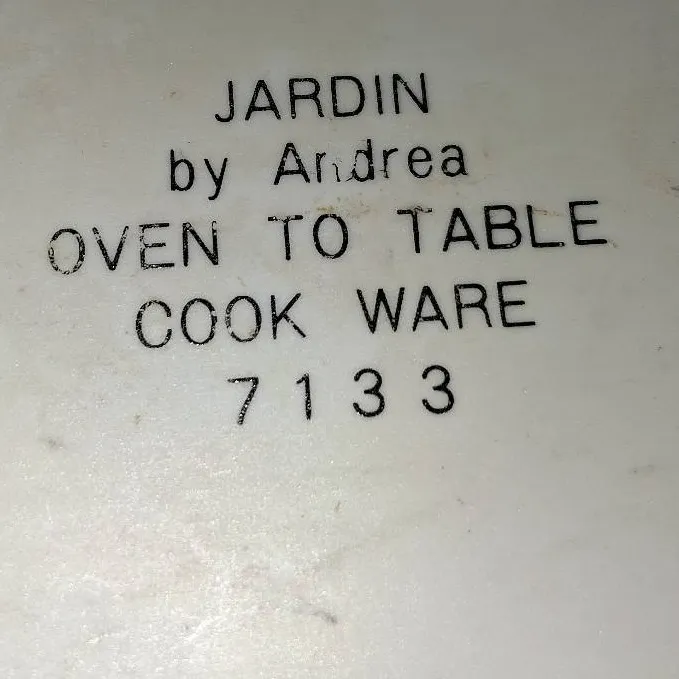 JARDIN
by Andrea
OVEN TO TABLE
COOK WARE
7133